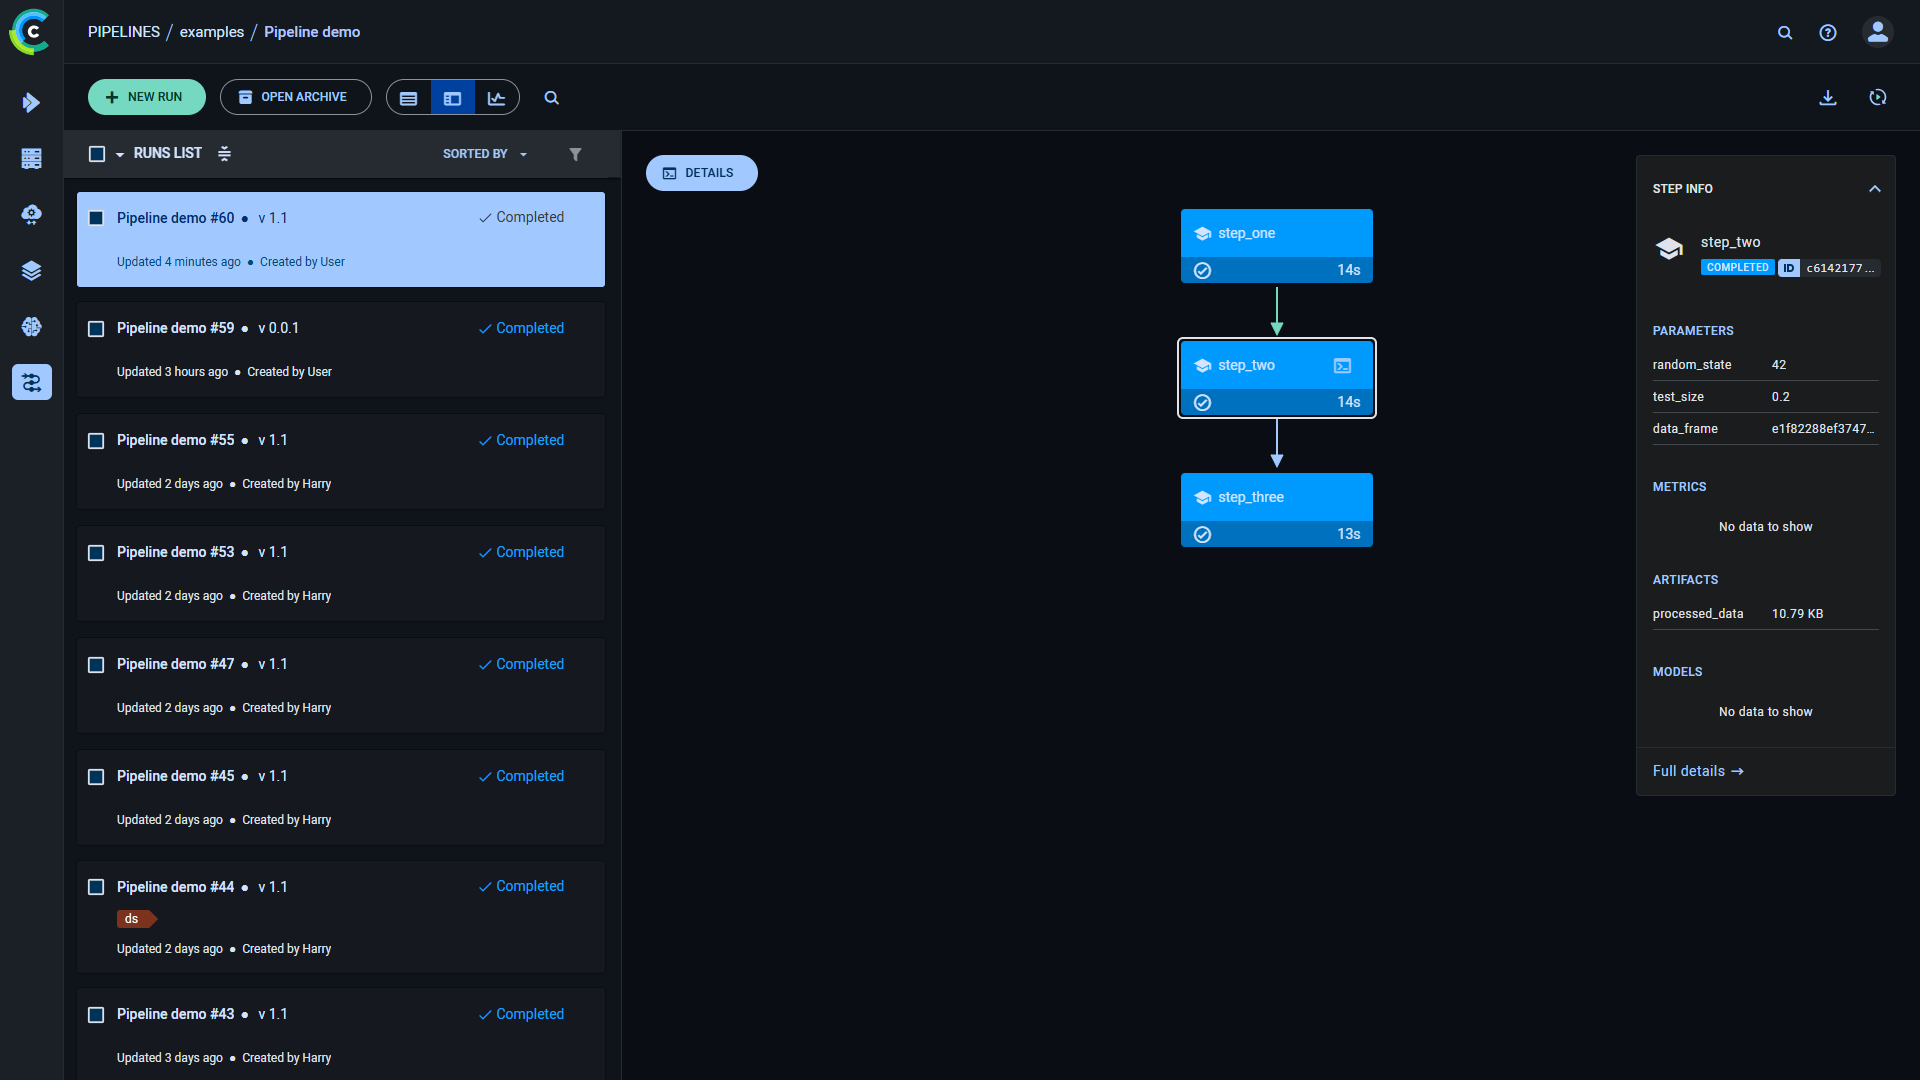 PIPELINES / examples / Pipeline demo
NEW RUN
OPEN ARCHIVE
RUNS LIST
SORTED BY
Pipeline demo #60 ● v 1.1
Completed
Updated 4 minutes ago ● Created by User
Pipeline demo #59 ● v 0.0.1
Completed
Updated 3 hours ago ● Created by User
Pipeline demo #55 ● v 1.1
Completed
Updated 2 days ago ● Created by Harry
Pipeline demo #53 ● v 1.1
Completed
Updated 2 days ago ● Created by Harry
Pipeline demo #47 ● v 1.1
Completed
Updated 2 days ago ● Created by Harry
Pipeline demo #45 ● v 1.1
Completed
Updated 2 days ago ● Created by Harry
Pipeline demo #44 ● v 1.1
Completed
ds
Updated 2 days ago ● Created by Harry
Pipeline demo #43 ● v 1.1
Completed
Updated 3 days ago ● Created by Harry
DETAILS
step_one
14s
step_two
14s
step_three
13s
STEP INFO
step_two
COMPLETED ID c6142177 ...
PARAMETERS
random_state 42
test_size 0.2
data_frame e1f82288ef3747...
METRICS
No data to show
ARTIFACTS
processed_data 10.79 KB
MODELS
No data to show
Full details →